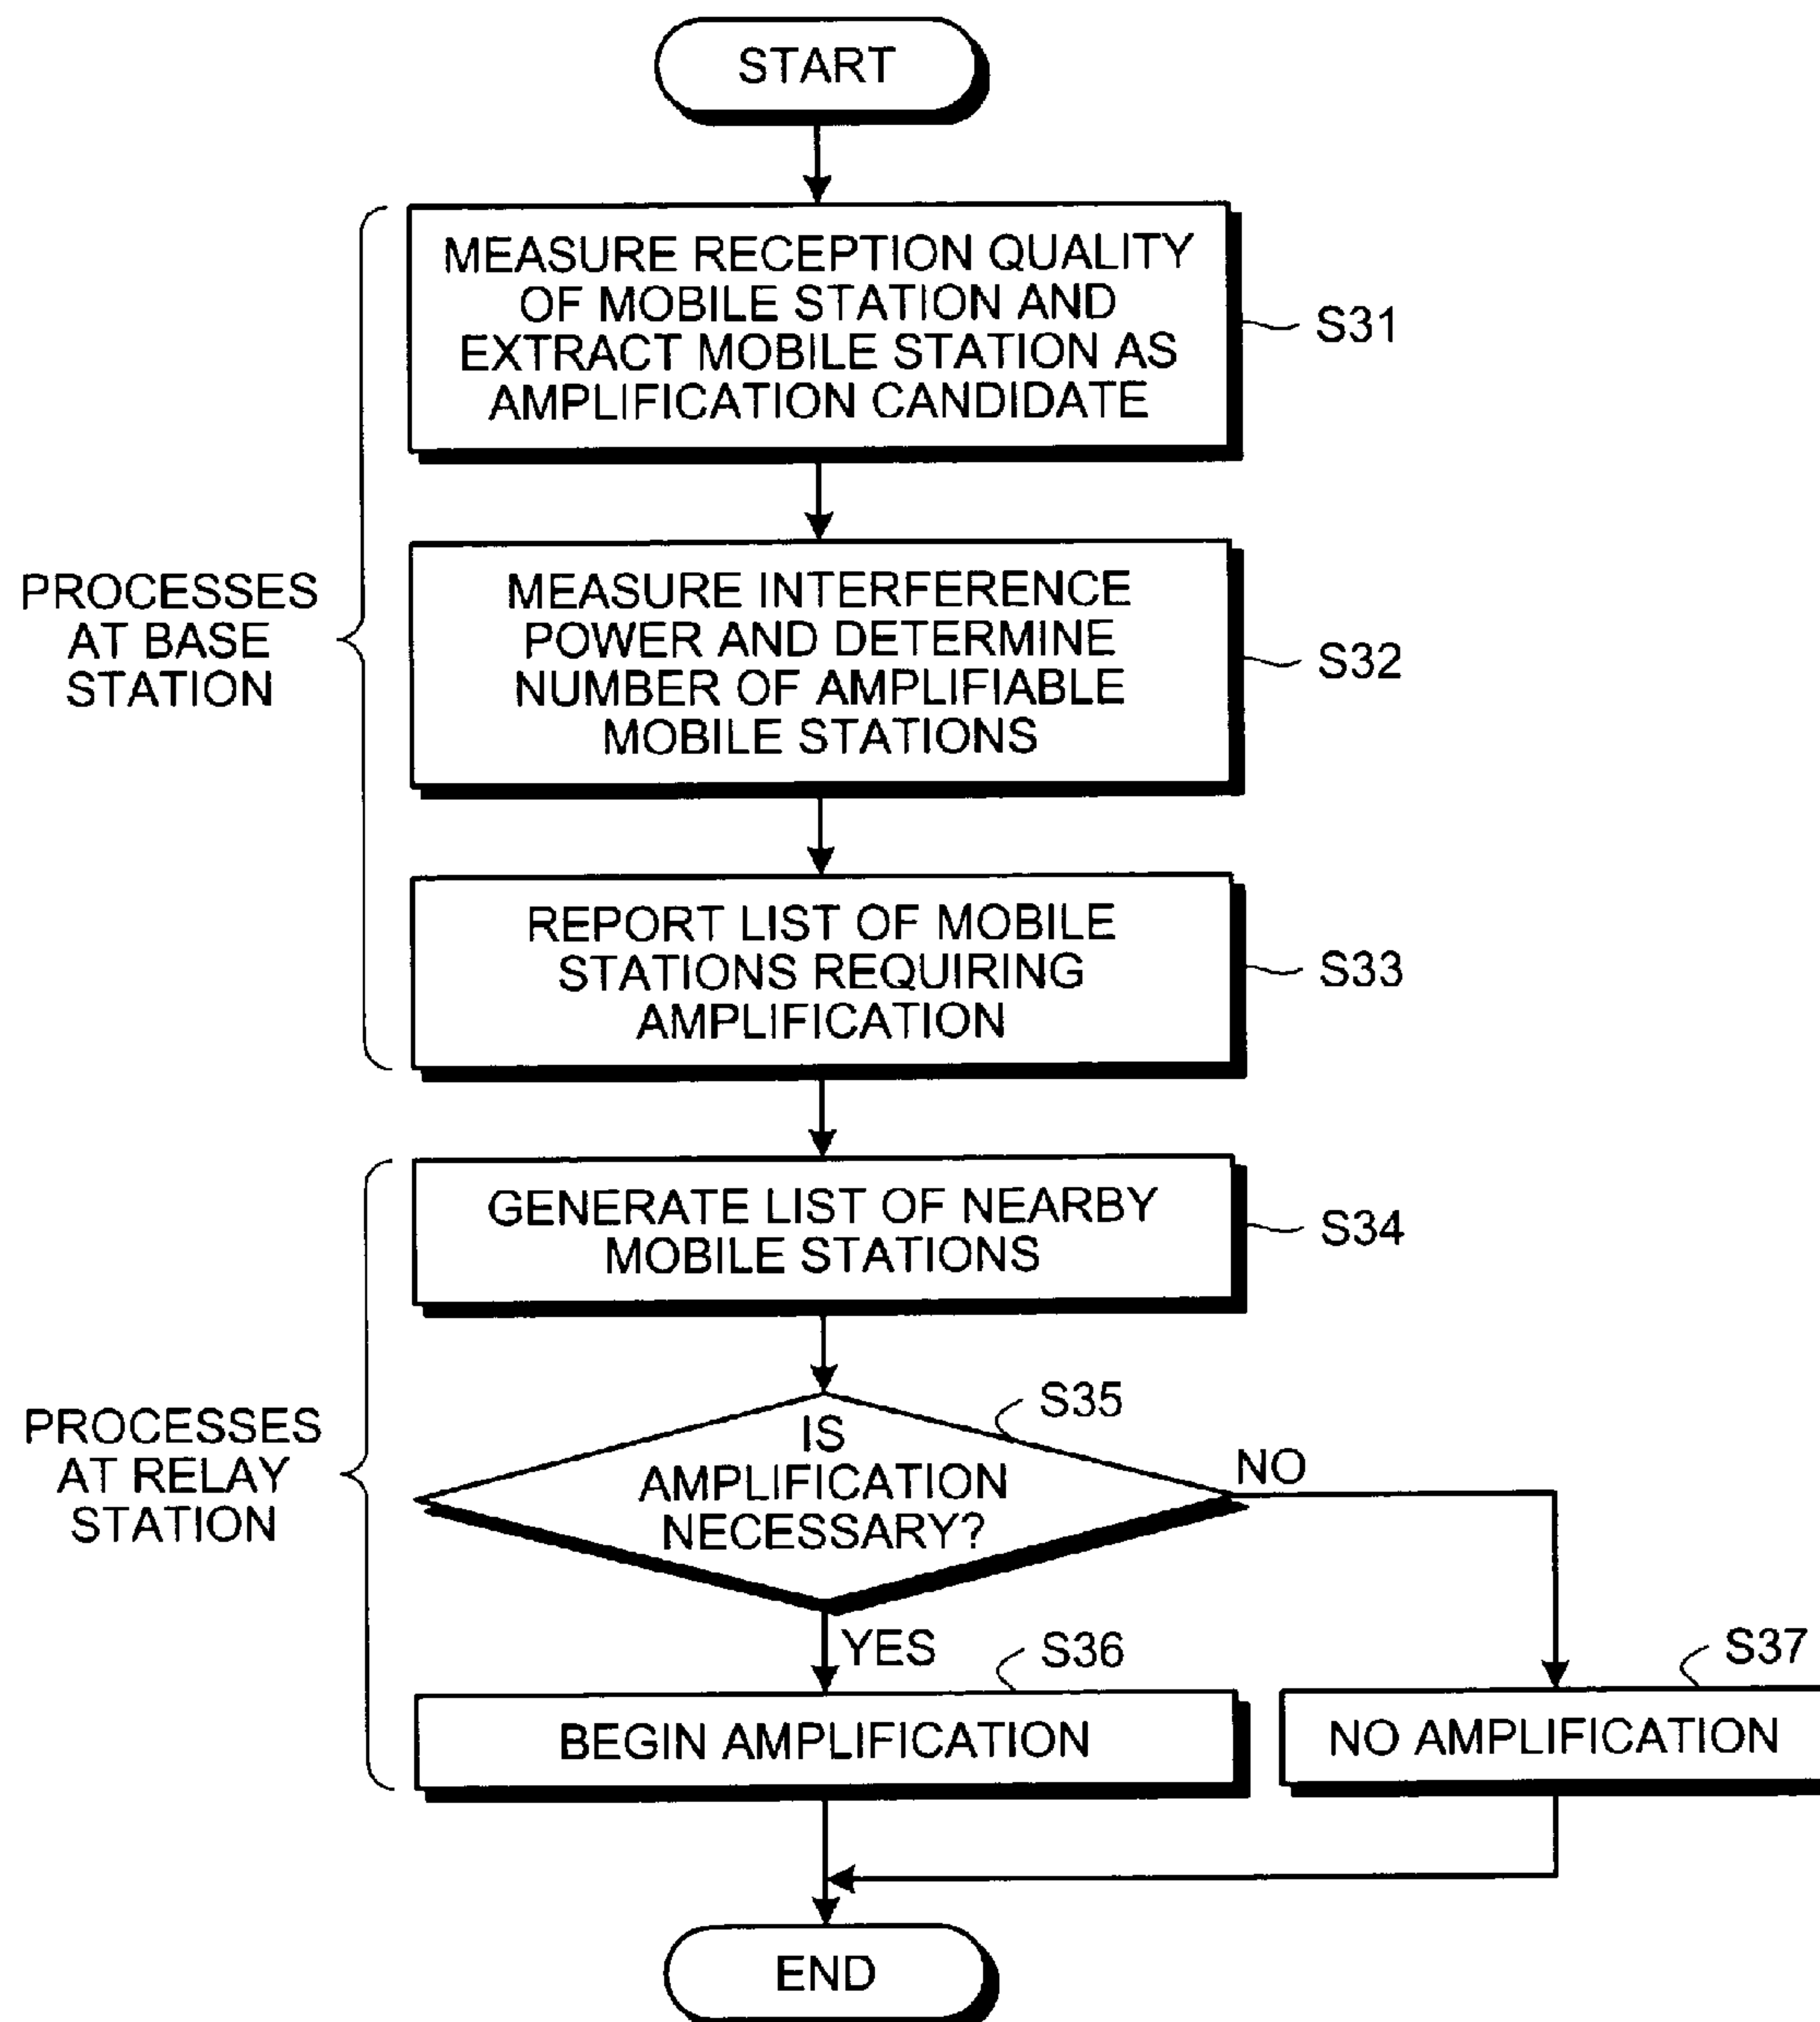 START
MEASURE RECEPTION QUALITY
OF MOBILE STATION AND
EXTRACT MOBILE STATION AS
AMPLIFICATION CANDIDATE
S31
PROCESSES
AT BASE
STATION
MEASURE INTERFERENCE
POWER AND DETERMINE
NUMBER OF AMPLIFIABLE
MOBILE STATIONS
S32
REPORT LIST OF MOBILE
STATIONS REQUIRING
AMPLIFICATION
S33
GENERATE LIST OF NEARBY
MOBILE STATIONS
S34
PROCESSES
AT RELAY
STATION
S35
IS
AMPLIFICATION
NECESSARY?
NO
YES
S36
BEGIN AMPLIFICATION
S37
NO AMPLIFICATION
END